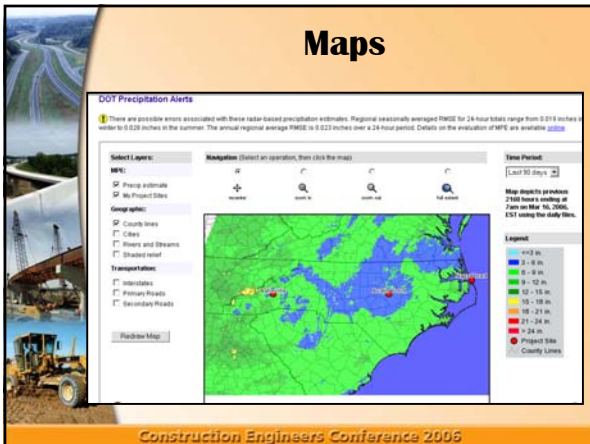 Maps
DOT Precipitation Alerts
There are possible errors associated with these radar-based precipitation estimates. Regional seasonally averaged RMSE for 24-hour totals range from 0.018 inches in
winter to 0.028 inches in the summer. The annual regional average RMSE is 0.023 inches over a 24-hour period. Details on the evaluation of MPE are available online
Select Layers:
MPE:
Precip estimate
My Project Sites
Geographic:
County lines
Cities
Rivers and Streams
Shaded relief
Transportation:
Interstates
Primary Roads
Secondary Roads
Redraw Map
Navigation (Select an operation, then click the map)
recenter
zoom in
zoom out
full extent
Time Period:
Last 90 days
Map depicts previous
2160 hours ending at
7am on Mar 16, 2006,
EST using the daily files.
Legend:
<=3 in.
3 - 6 in.
6 - 9 in.
9 - 12 in.
12 - 15 in.
15 - 18 in.
18 - 21 in.
21 - 24 in.
> 24 in.
Project Site
County Lines
Construction Engineers Conference 2006